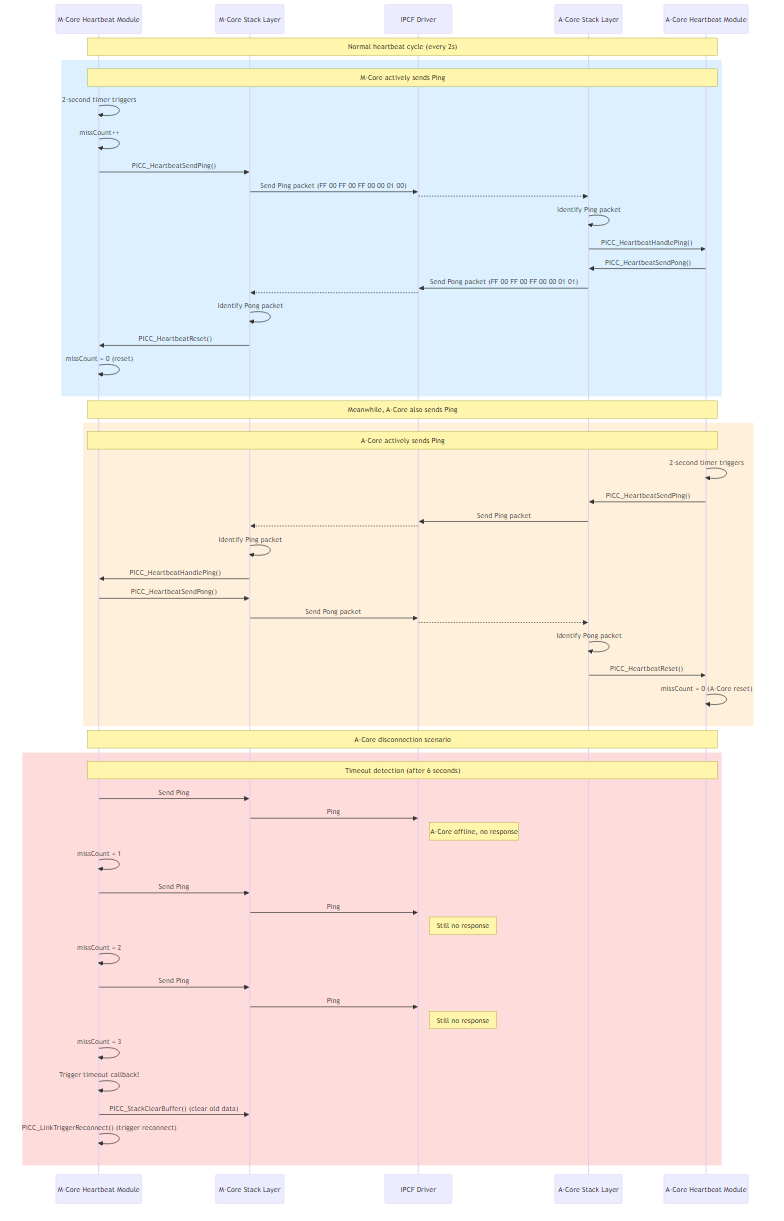 M-Core Heartbeat Module
M-Core Stack Layer
IPCF Driver
A-Core Stack Layer
A-Core Heartbeat Module
Normal heartbeat cycle (every 2s)
M-Core actively sends Ping
2-second timer triggers
missCount++
PICC_HeartbeatSendPing()
Send Ping packet (FF 00 FF 00 FF 00 00 01 00)
Identify Ping packet
PICC_HeartbeatHandlePing()
PICC_HeartbeatSendPong()
Send Pong packet (FF 00 FF 00 FF 00 00 01 01)
Identify Pong packet
PICC_HeartbeatReset()
missCount = 0 (reset)
Meanwhile, A-Core also sends Ping
A-Core actively sends Ping
2-second timer triggers
PICC_HeartbeatSendPing()
Send Ping packet
Identify Ping packet
PICC_HeartbeatHandlePing()
PICC_HeartbeatSendPong()
Send Pong packet
Identify Pong packet
PICC_HeartbeatReset()
missCount = 0 (A-Core reset)
A-Core disconnection scenario
Timeout detection (after 6 seconds)
Send Ping
Ping
A-Core offline, no response
missCount = 1
Send Ping
Ping
Still no response
missCount = 2
Send Ping
Ping
Still no response
missCount = 3
Trigger timeout callback!
PICC_StackClearBuffer() (clear old data)
PICC_LinkTriggerReconnect() (trigger reconnect)
M-Core Heartbeat Module
M-Core Stack Layer
IPCF Driver
A-Core Stack Layer
A-Core Heartbeat Module